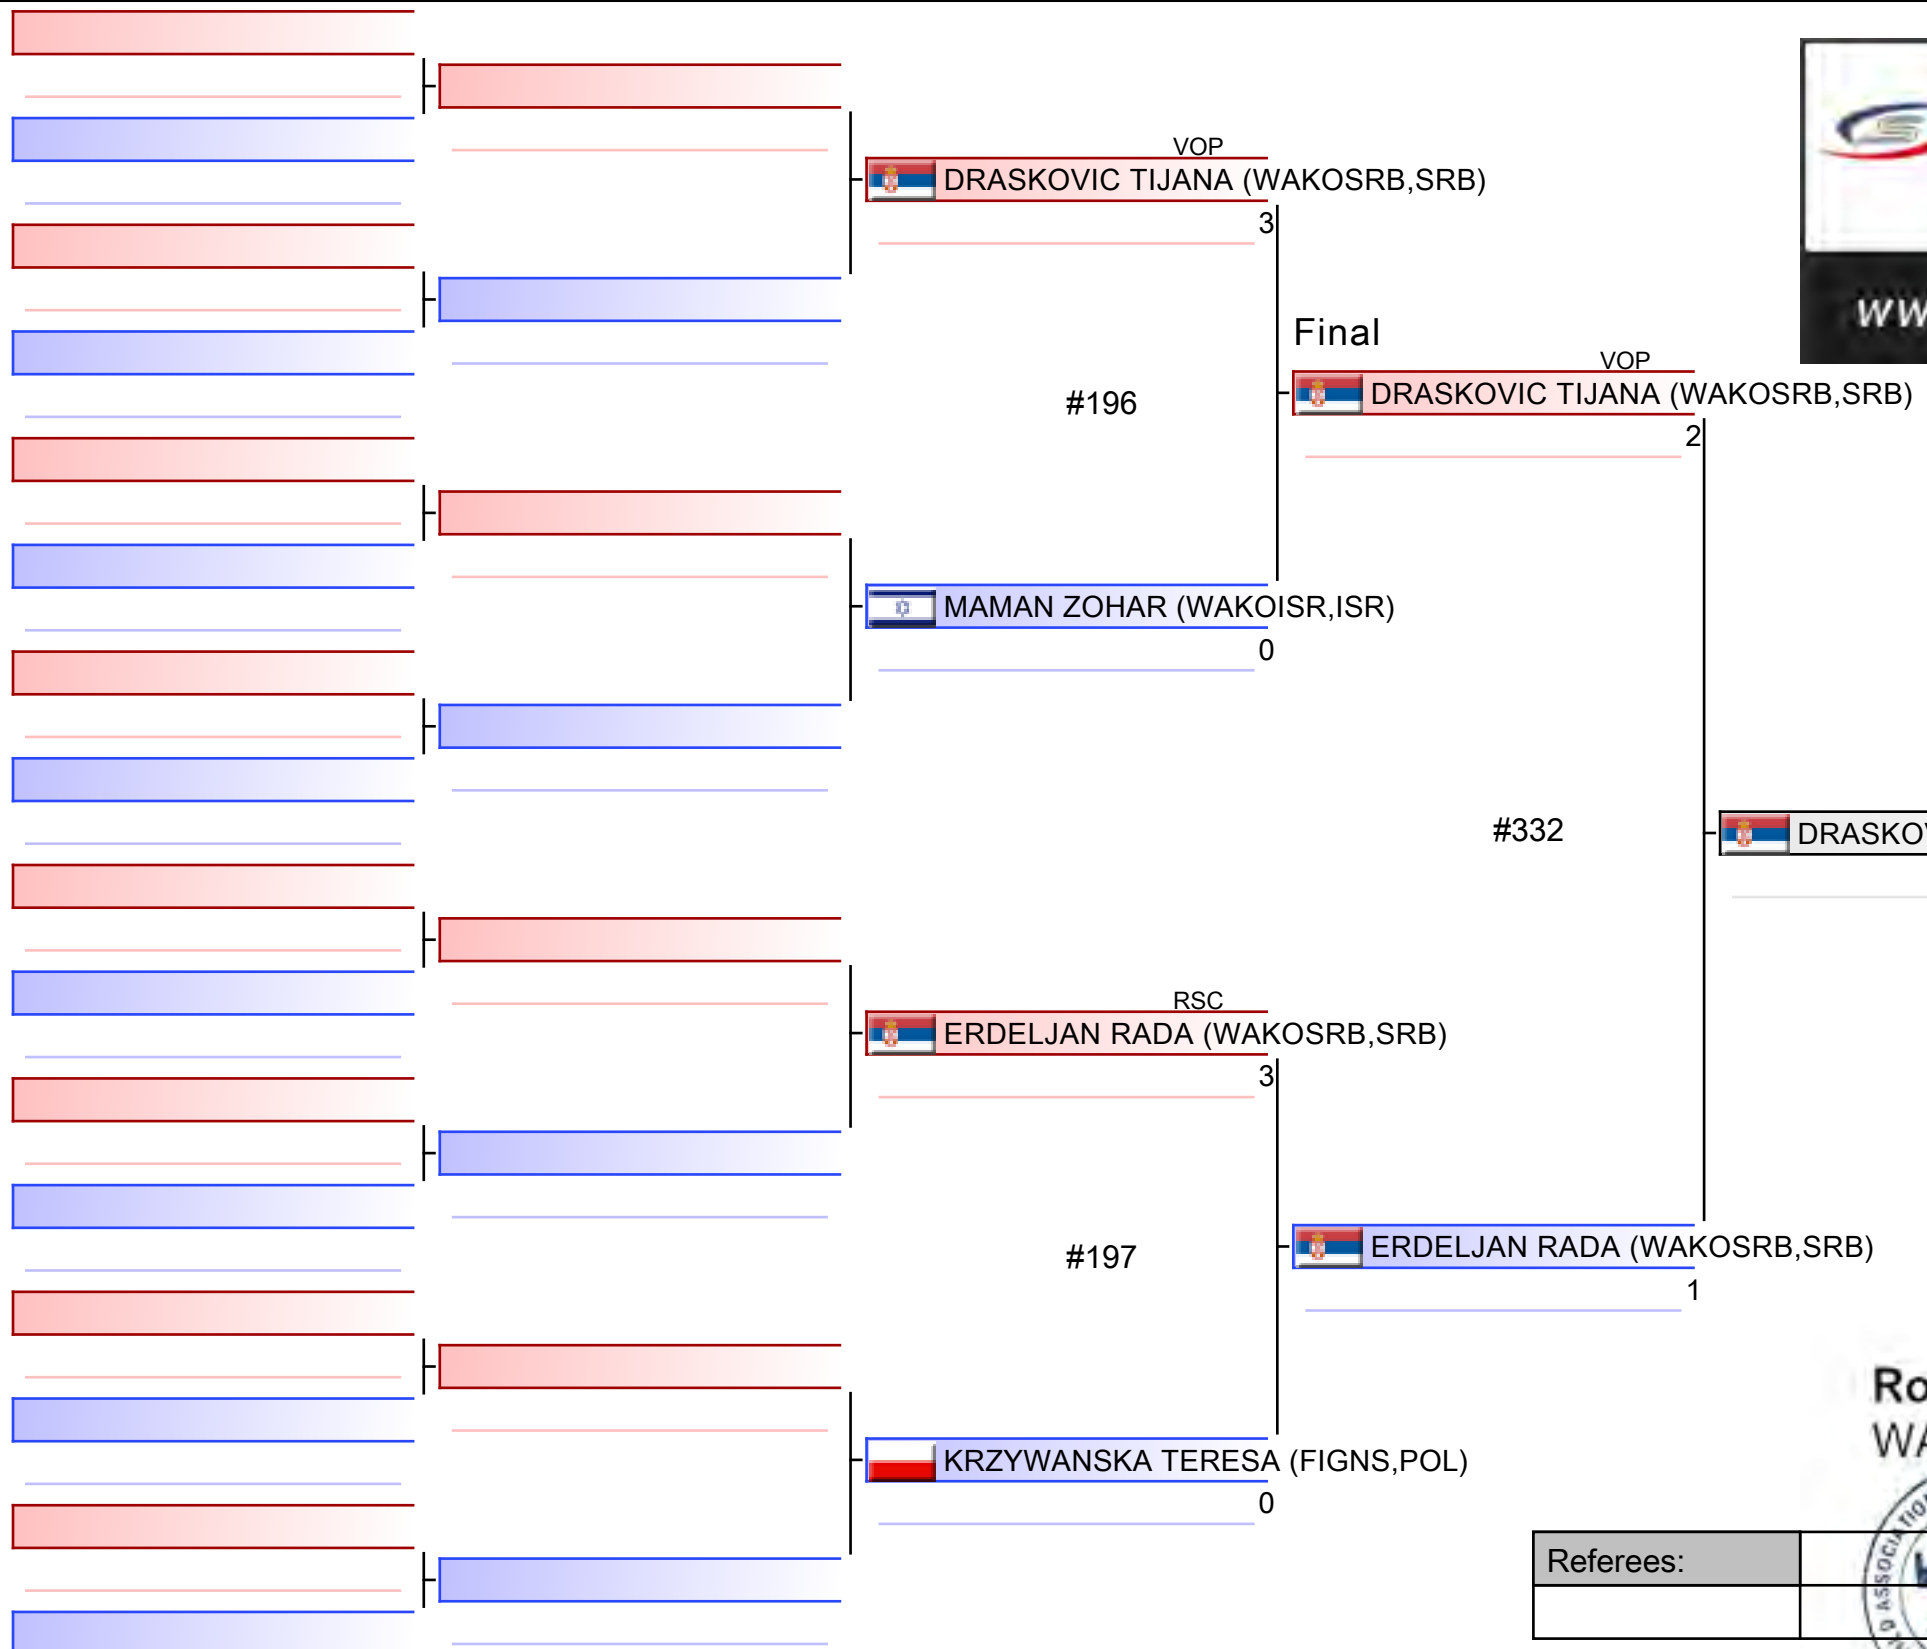 VOP
DRASKOVIC TIJANA (WAKOSRB,SRB)
3
Final
VOP
#196
DRASKOVIC TIJANA (WAKOSRB,SRB)
2
MAMAN ZOHAR (WAKOISR,ISR)
0
#332
RSC
ERDELJAN RADA (WAKOSRB,SRB)
3
#197
ERDELJAN RADA (WAKOSRB,SRB)
1
KRZYWANSKA TERESA (FIGNS,POL)
0
Referees: